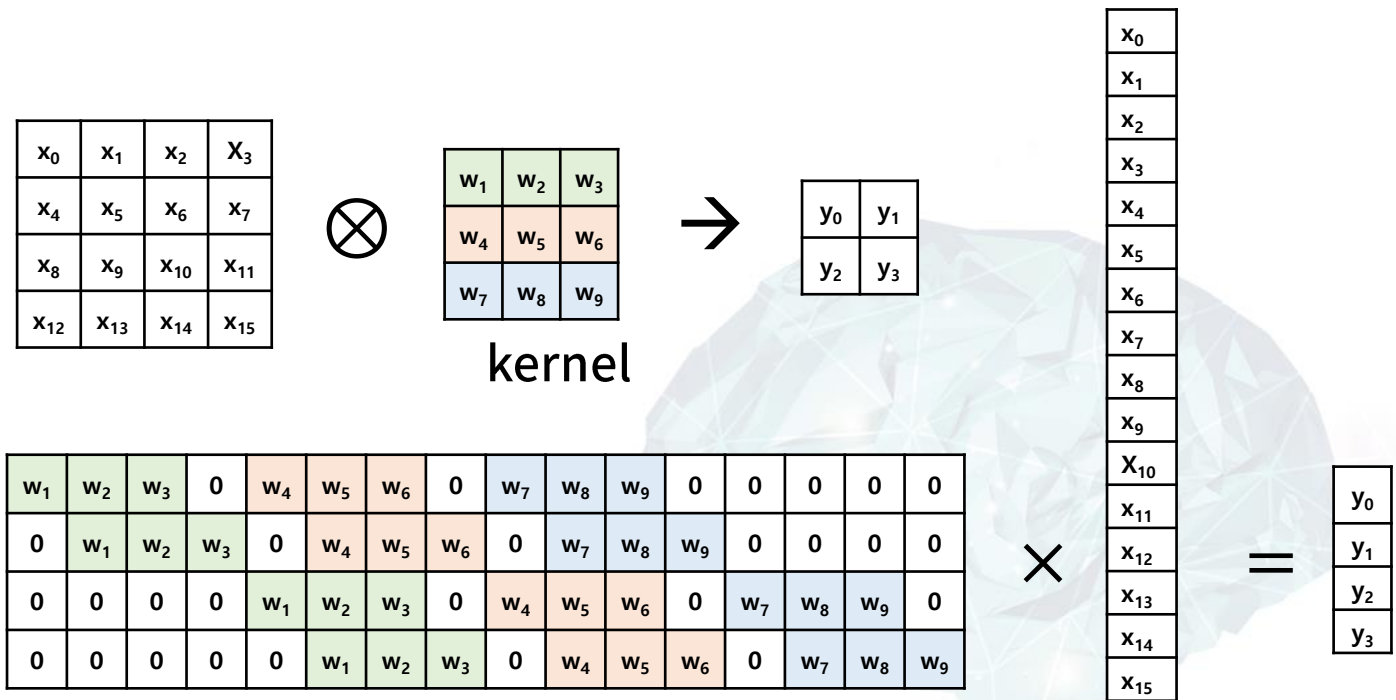 x₀ x₁ x₂ X₃
x₄ x₅ x₆ x₇
x₈ x₉ x₁₀ x₁₁
x₁₂ x₁₃ x₁₄ x₁₅
⊗
w₁ w₂ w₃
w₄ w₅ w₆
w₇ w₈ w₉
kernel
→
y₀ y₁
y₂ y₃
w₁ w₂ w₃ 0 w₄ w₅ w₆ 0 w₇ w₈ w₉ 0 0 0 0 0
0 w₁ w₂ w₃ 0 w₄ w₅ w₆ 0 w₇ w₈ w₉ 0 0 0 0
0 0 0 0 w₁ w₂ w₃ 0 w₄ w₅ w₆ 0 w₇ w₈ w₉ 0
0 0 0 0 0 w₁ w₂ w₃ 0 w₄ w₅ w₆ 0 w₇ w₈ w₉
×
x₀
x₁
x₂
x₃
x₄
x₅
x₆
x₇
x₈
x₉
X₁₀
x₁₁
x₁₂
x₁₃
x₁₄
x₁₅
=
y₀
y₁
y₂
y₃